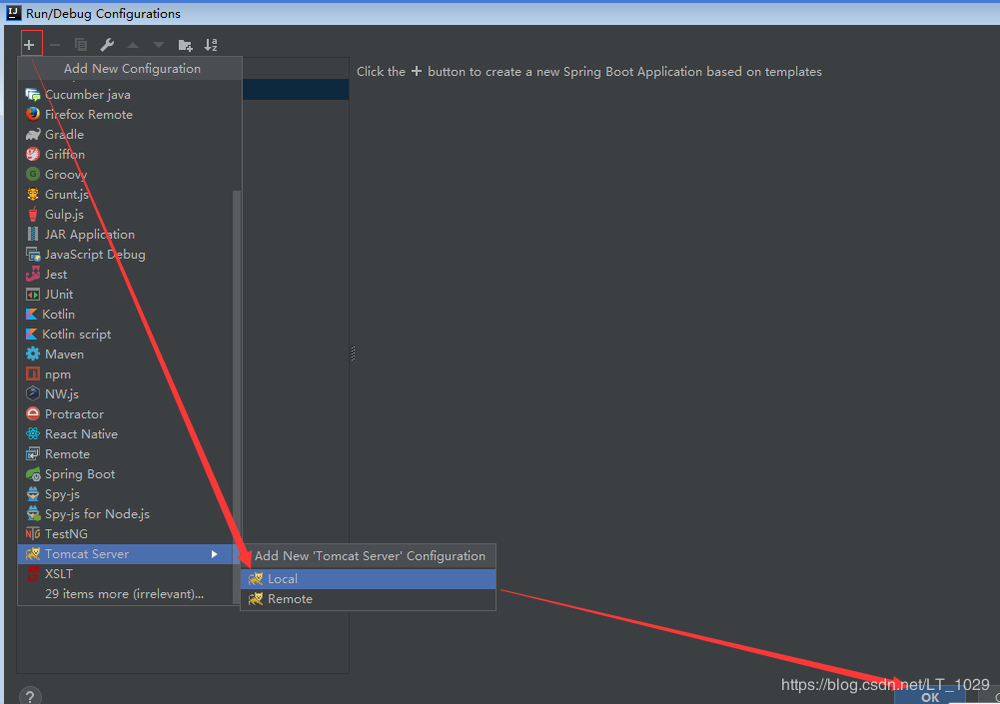 Run/Debug Configurations
Add New Configuration
Click the + button to create a new Spring Boot Application based on templates
Cucumber java
Firefox Remote
Gradle
Griffon
Groovy
Grunt.js
Gulp.js
JAR Application
JavaScript Debug
Jest
JUnit
Kotlin
Kotlin script
Maven
npm
NW.js
Protractor
React Native
Remote
Spring Boot
Spy-js
Spy-js for Node.js
TestNG
Tomcat Server
XSLT
29 items more (irrelevant)...
Add New 'Tomcat Server' Configuration
Local
Remote
https://blog.csdn.net/LT_1029
OK
?